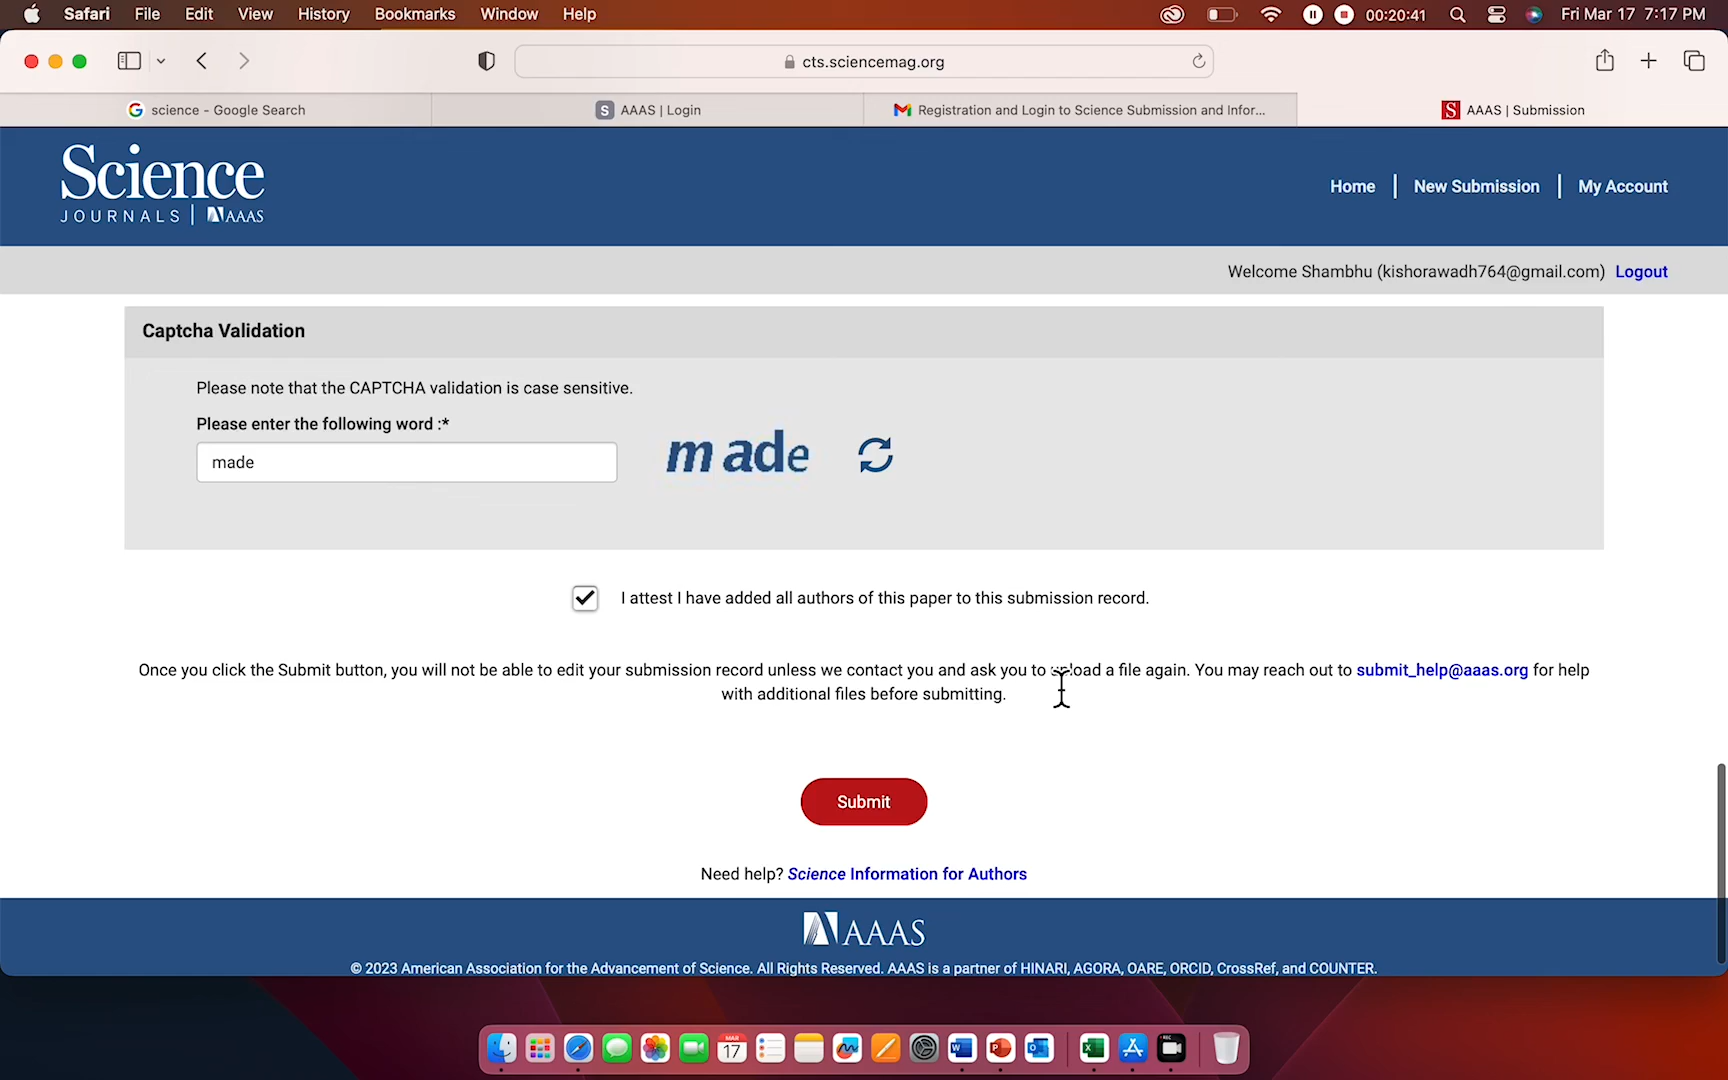 Safari File Edit View History Bookmarks Window Help 00:20:41 Fri Mar 17 7:17 PM
cts.sciencemag.org
science - Google Search AAAS | Login Registration and Login to Science Submission and Infor... AAAS | Submission
Science
JOURNALS | AAAS
Home New Submission My Account
Welcome Shambhu (kishorawadh764@gmail.com) Logout
Captcha Validation
Please note that the CAPTCHA validation is case sensitive.
Please enter the following word :*
made
made
I attest I have added all authors of this paper to this submission record.
Once you click the Submit button, you will not be able to edit your submission record unless we contact you and ask you to upload a file again. You may reach out to submit_help@aaas.org for help
with additional files before submitting.
Submit
Need help? Science Information for Authors
AAAS
© 2023 American Association for the Advancement of Science. All Rights Reserved. AAAS is a partner of HINARI, AGORA, OARE, ORCID, CrossRef, and COUNTER.
MAR
17